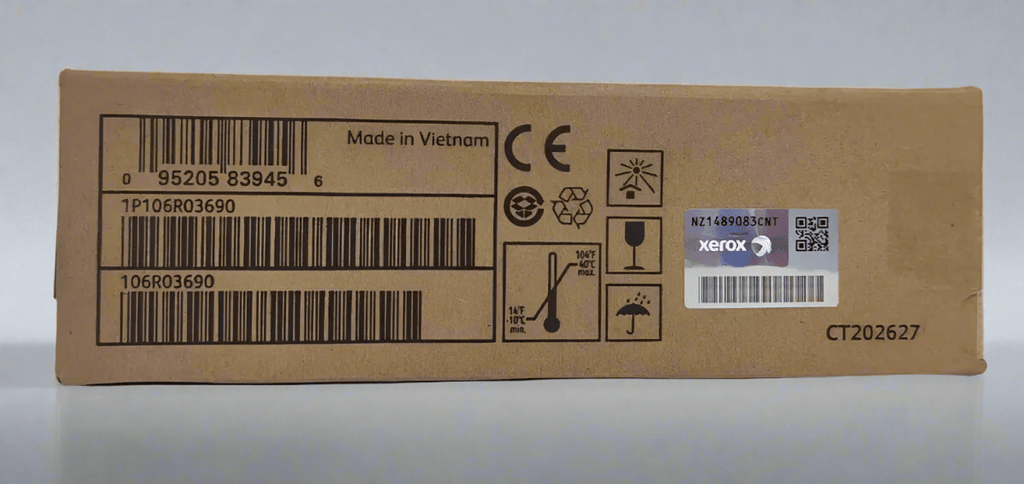 Made in Vietnam
0 95205 83945 6
1P106R03690
106R03690
CE
104°F
40°C
max.
14°F
-10°C
min.
NZ1489083CNT
xerox
CT202627